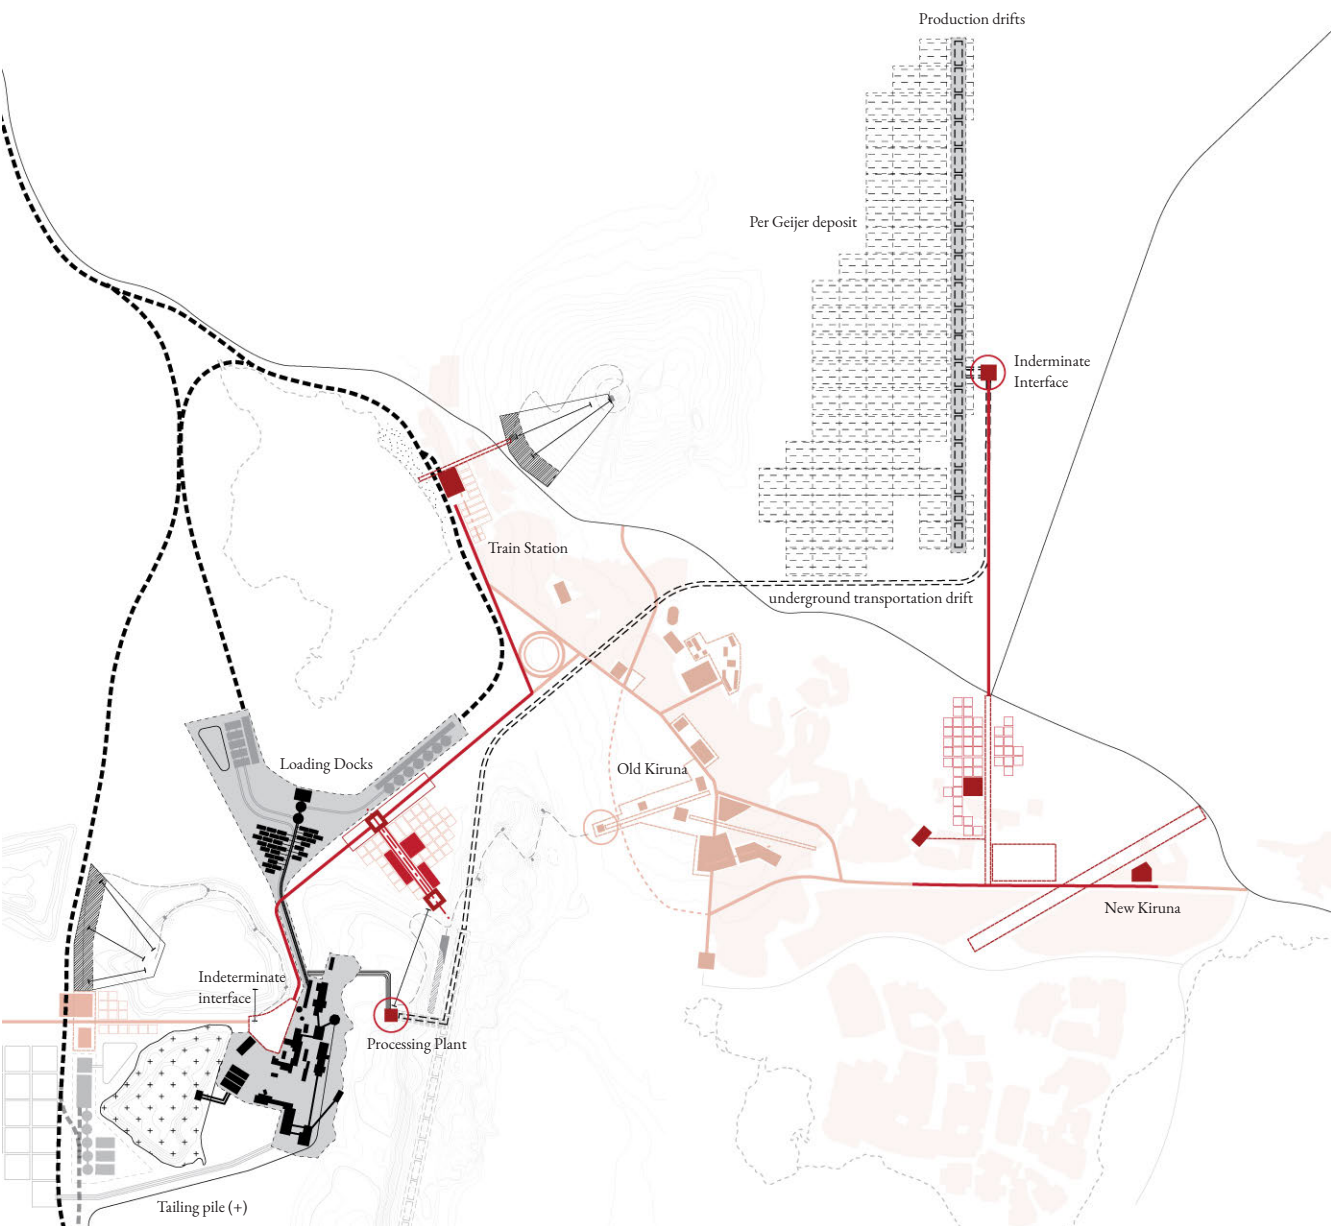 Production drifts
Per Geijer deposit
Inderminate
Interface
Train Station
underground transportation drift
Loading Docks
Old Kiruna
New Kiruna
Indeterminate
interface
Processing Plant
Tailing pile (+)